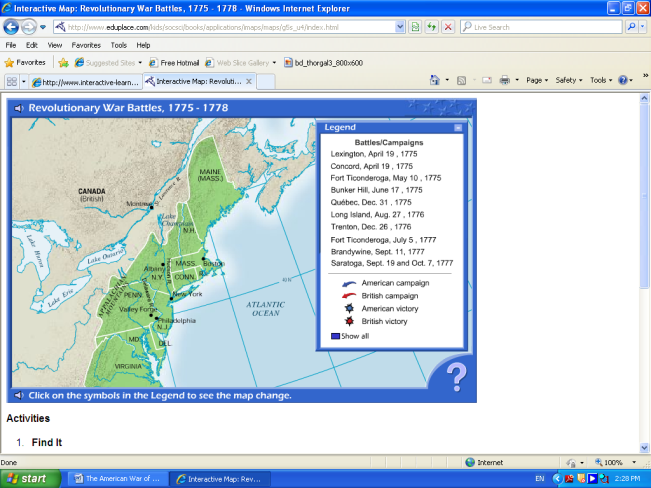 Interactive Map: Revolutionary War Battles, 1775 - 1778 - Windows Internet Explorer
http://www.eduplace.com/kids/socsci/books/applications/imaps/maps/g5s_u4/index.html
Live Search
File Edit View Favorites Tools Help
Favorites Suggested Sites Free Hotmail Web Slice Gallery bd_thorgal3_800x600
http://www.interactive-learn... Interactive Map: Revoluti... X Page Safety Tools
Revolutionary War Battles, 1775 - 1778
Legend
Battles/Campaigns
Lexington, April 19 , 1775
Concord, April 19 , 1775
Fort Ticonderoga, May 10 , 1775
Bunker Hill, June 17 , 1775
Québec, Dec. 31 , 1775
Long Island, Aug. 27 , 1776
Trenton, Dec. 26 , 1776
Fort Ticonderoga, July 5 , 1777
Brandywine, Sept. 11, 1777
Saratoga, Sept. 19 and Oct. 7, 1777
American campaign
British campaign
American victory
British victory
Show all
MAINE
(MASS.)
CANADA
(British)
St. Lawrence R.
Lake
Champlain
N.H.
Lake Huron
Lake Ontario
Albany
MASS.
Boston
N.Y.
CONN.
Lake Erie
APPALACHIAN
MOUNTAINS
PENN.
New York
ATLANTIC
OCEAN
Valley Forge
Philadelphia
N.J.
MD.
DEL.
VIRGINIA
Click on the symbols in the Legend to see the map change.
?
Activities
1. Find It
Done Internet 100%
start The American War of ... Interactive Map: Rev... EN 2:28 PM